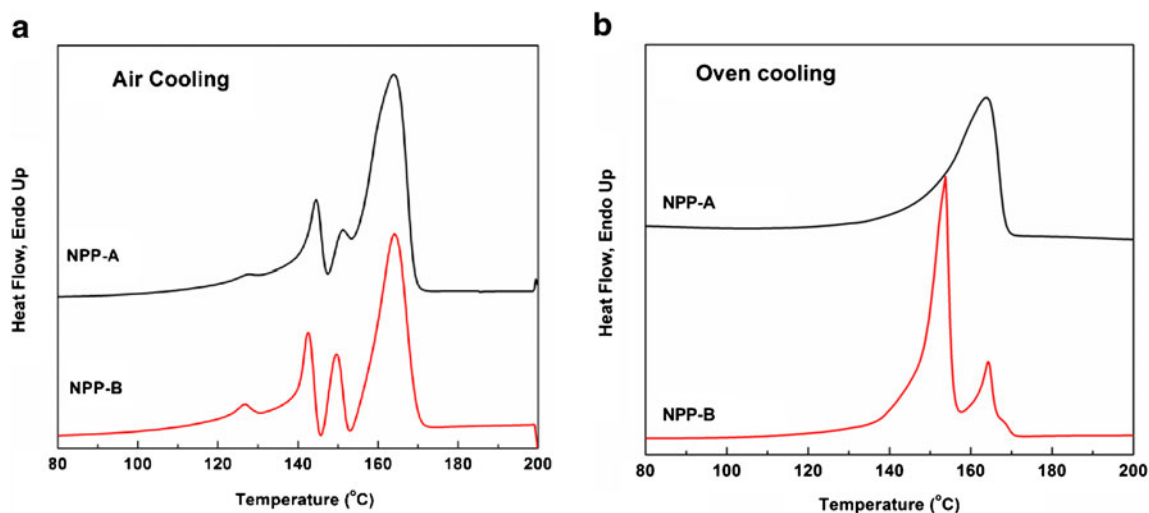 a
Air Cooling
Heat Flow, Endo Up
NPP-A
NPP-B
80 100 120 140 160 180 200
Temperature (°C)
b
Oven cooling
Heat Flow, Endo Up
NPP-A
NPP-B
80 100 120 140 160 180 200
Temperature (°C)